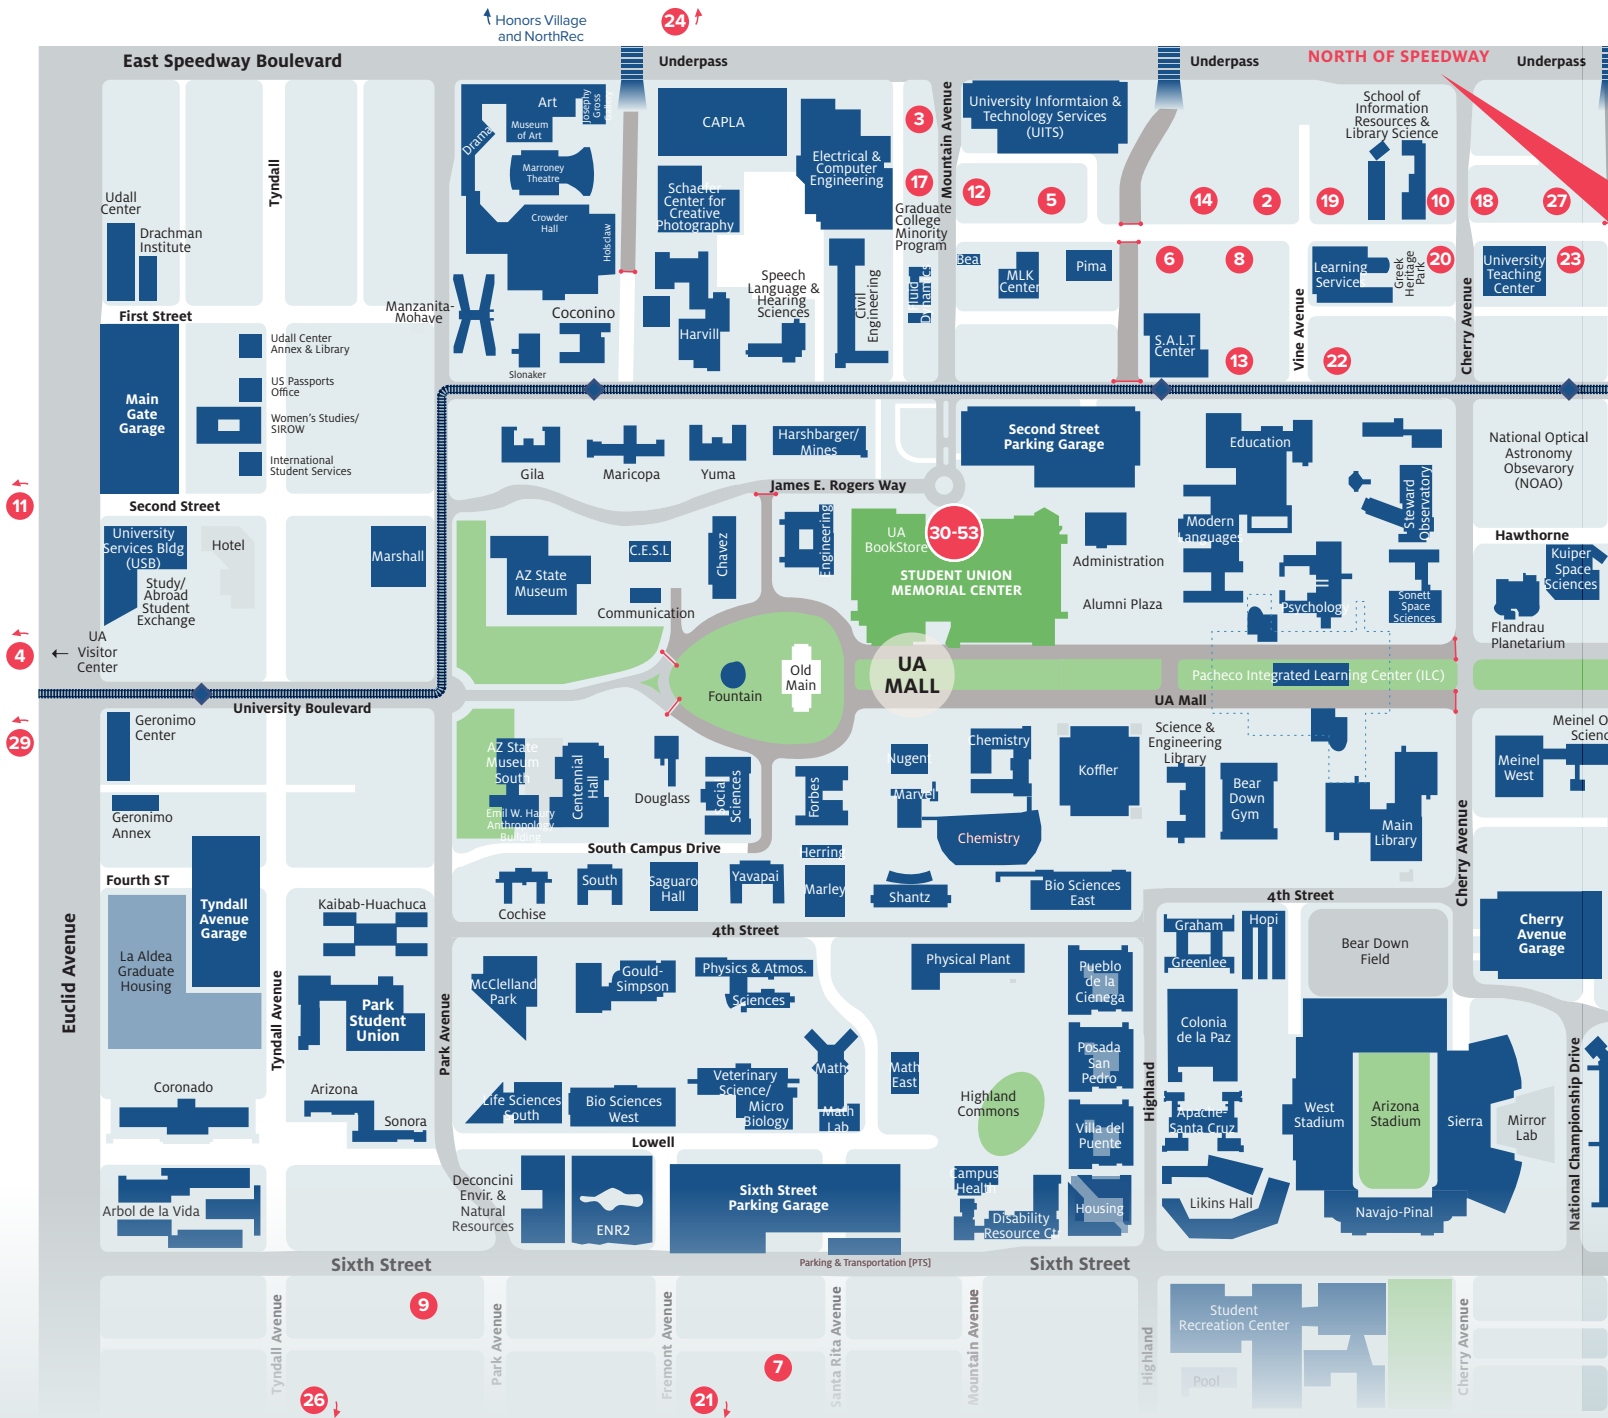 Honors Village
and NorthRec
24
East Speedway Boulevard
Underpass
Underpass
NORTH OF SPEEDWAY
Underpass
Art
Josephy
Gross
Gallery
Museum
of Art
Drama
Marroney
Theatre
Crowder
Hall
Holsclaw
CAPLA
Schaefer
Center for
Creative
Photography
Electrical &
Computer
Engineering
3
17
Graduate
College
Minority
Program
Mountain Avenue
University Informtaion &
Technology Services
(UITS)
12
5
14
2
19
School of
Information
Resources &
Library Science
10
18
27
Tyndall
Udall
Center
Drachman
Institute
First Street
Manzanita-
Mohave
Coconino
Slonaker
Harvill
Speech
Language &
Hearing
Sciences
Civil
Engineering
Fluid
Dynamics
Bea
MLK
Center
Pima
6
8
Learning
Services
Greek
Heritage
Park
20
University
Teaching
Center
23
S.A.L.T
Center
13
Vine Avenue
22
Cherry Avenue
Main
Gate
Garage
Udall Center
Annex & Library
US Passports
Office
Women's Studies/
SIROW
International
Student Services
Second Street
11
University
Services Bldg
(USB)
Hotel
Study/
Abroad
Student
Exchange
Marshall
4
UA
Visitor
Center
University Boulevard
29
Gila
Maricopa
Yuma
Harshbarger/
Mines
James E. Rogers Way
Second Street
Parking Garage
Education
Steward
Observatory
National Optical
Astronomy
Obsevarory
(NOAO)
Hawthorne
AZ State
Museum
C.E.S.L
Communication
Chavez
Engineering
UA
BookStore
30-53
STUDENT UNION
MEMORIAL CENTER
Administration
Alumni Plaza
Modern
Languages
Psychology
Sonett
Space
Sciences
Kuiper
Space
Sciences
Flandrau
Planetarium
Fountain
Old
Main
UA
MALL
Pacheco Integrated Learning Center (ILC)
UA Mall
Geronimo
Center
Geronimo
Annex
AZ State
Museum
South
Emil W. Haury
Anthropology
Building
Centennial
Hall
Douglass
Social
Sciences
Forbes
Nugent
Marvel
Chemistry
Chemistry
Koffler
Science &
Engineering
Library
Bear
Down
Gym
Main
Library
Cherry Avenue
Meinel O
Scienc
Meinel
West
South Campus Drive
Herring
Cochise
South
Saguaro
Hall
Yavapai
Marley
Shantz
Bio Sciences
East
4th Street
4th Street
Fourth ST
Tyndall
Avenue
Garage
La Aldea
Graduate
Housing
Euclid Avenue
Tyndall Avenue
Kaibab-Huachuca
Park
Student
Union
Park Avenue
McClelland
Park
Gould-
Simpson
Physics & Atmos.
Sciences
Physical Plant
Pueblo
de la
Cienega
Graham
Greenlee
Hopi
Bear Down
Field
Cherry
Avenue
Garage
Colonia
de la Paz
Posada
San
Pedro
Highland
Coronado
Arizona
Sonora
Life Sciences
South
Bio Sciences
West
Veterinary
Science/
Micro
Biology
Math
Math
Lab
Math
East
Highland
Commons
Villa del
Puente
Apache-
Santa Cruz
West
Stadium
Arizona
Stadium
Sierra
Mirror
Lab
National Championship Drive
Lowell
Arbol de la Vida
Deconcini
Envir. &
Natural
Resources
ENR2
Sixth Street
Parking Garage
Campus
Health
Disability
Resource Ctr
Housing
Likins Hall
Navajo-Pinal
Parking & Transportation [PTS]
Sixth Street
Sixth Street
9
7
26
21
Tyndall Avenue
Park Avenue
Fremont Avenue
Santa Rita Avenue
Mountain Avenue
Highland
Student
Recreation Center
Pool
Cherry Avenue